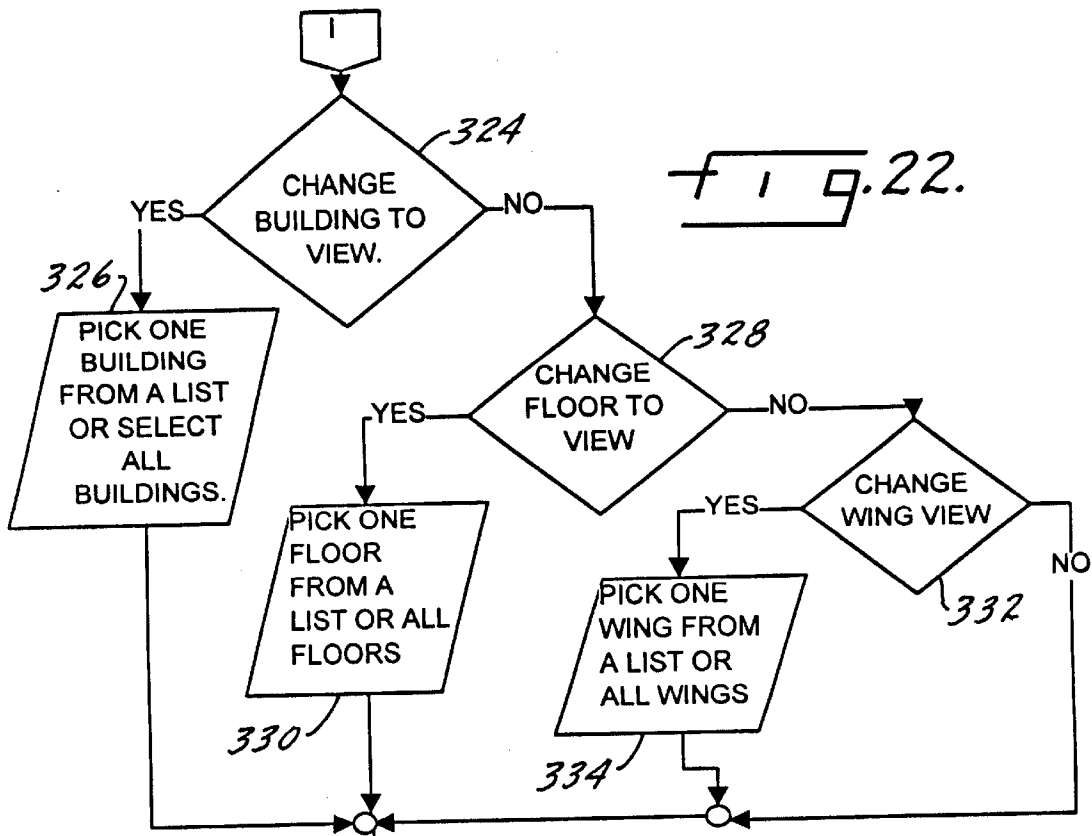 1
324
CHANGE
BUILDING TO
VIEW.
YES
NO
fig.22.
326
PICK ONE
BUILDING
FROM A LIST
OR SELECT
ALL
BUILDINGS.
328
CHANGE
FLOOR TO
VIEW
YES
NO
330
PICK ONE
FLOOR
FROM A
LIST OR ALL
FLOORS
CHANGE
WING VIEW
YES
NO
332
PICK ONE
WING FROM
A LIST OR
ALL WINGS
334